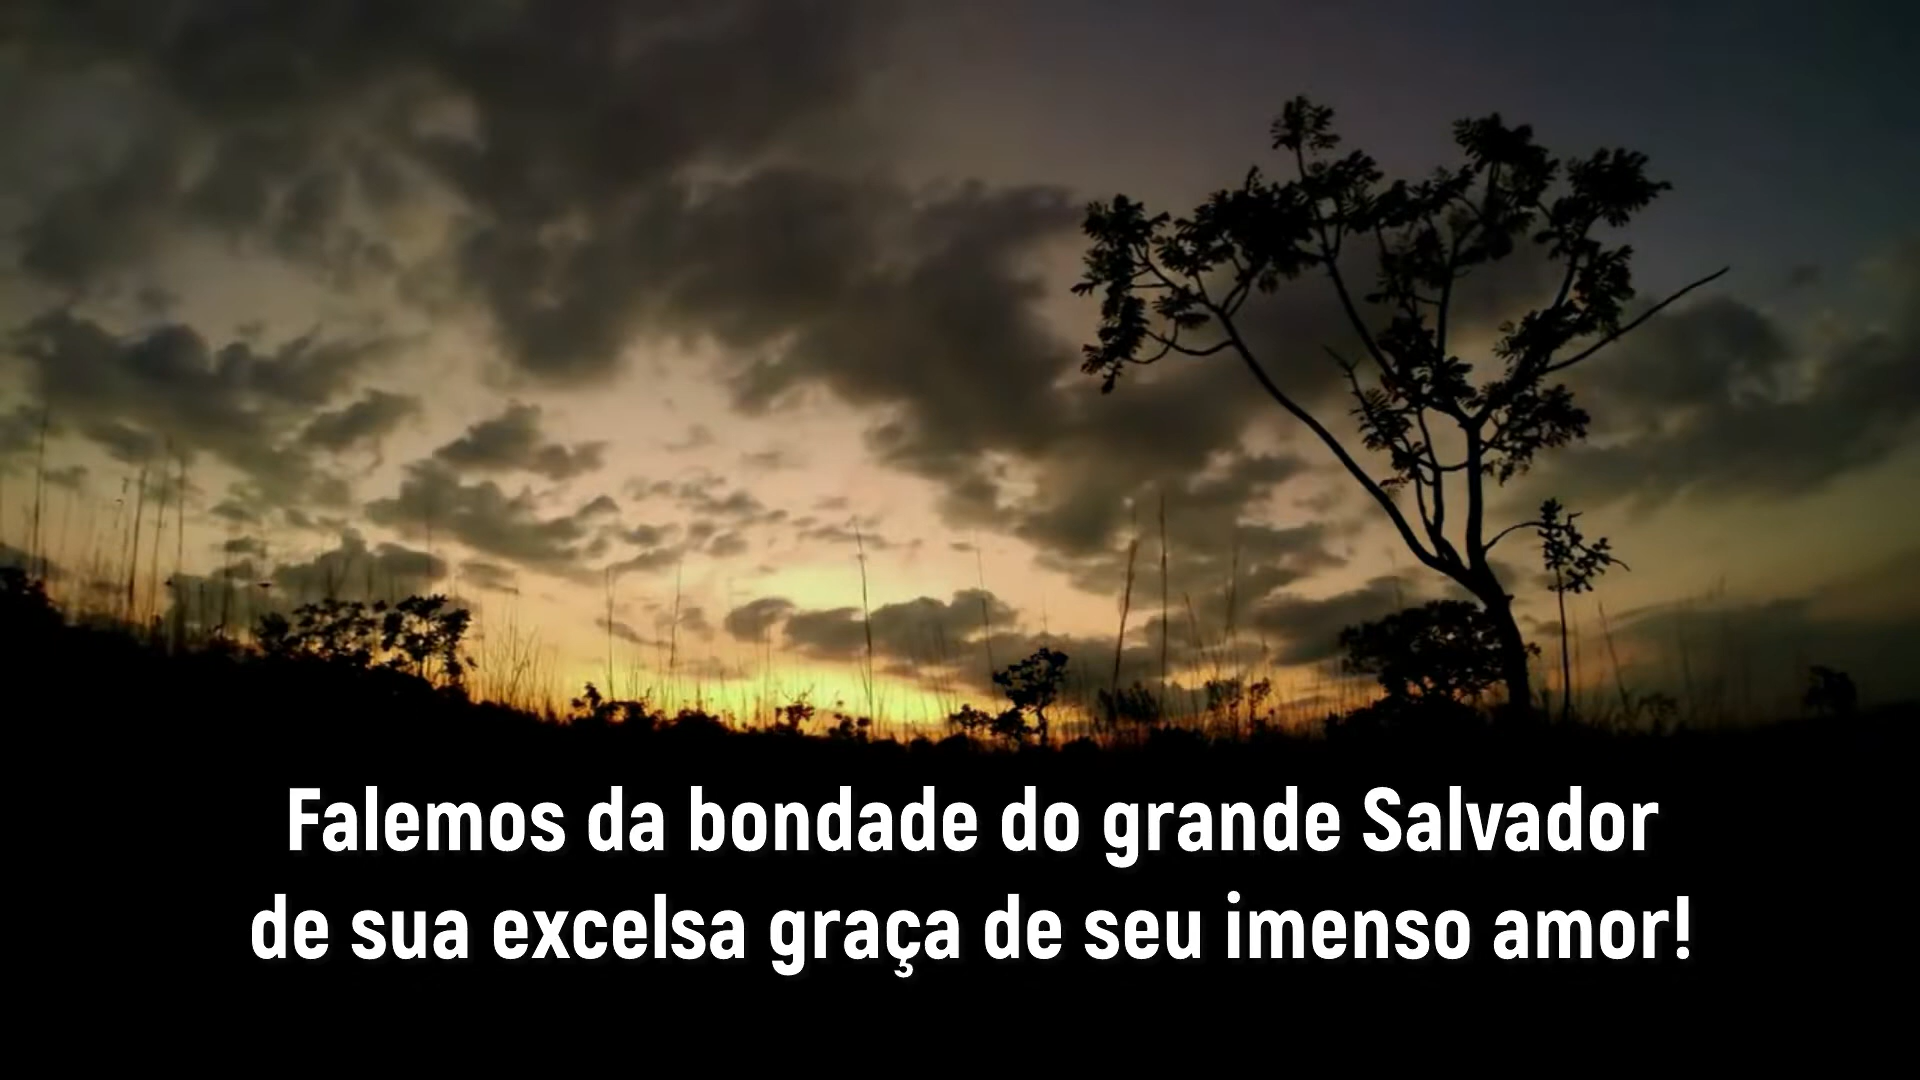 Falemos da bondade do grande Salvador
de sua excelsa graça de seu imenso amor!